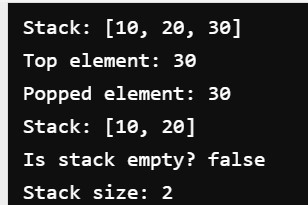 Stack: [10, 20, 30]
Top element: 30
Popped element: 30
Stack: [10, 20]
Is stack empty? false
Stack size: 2